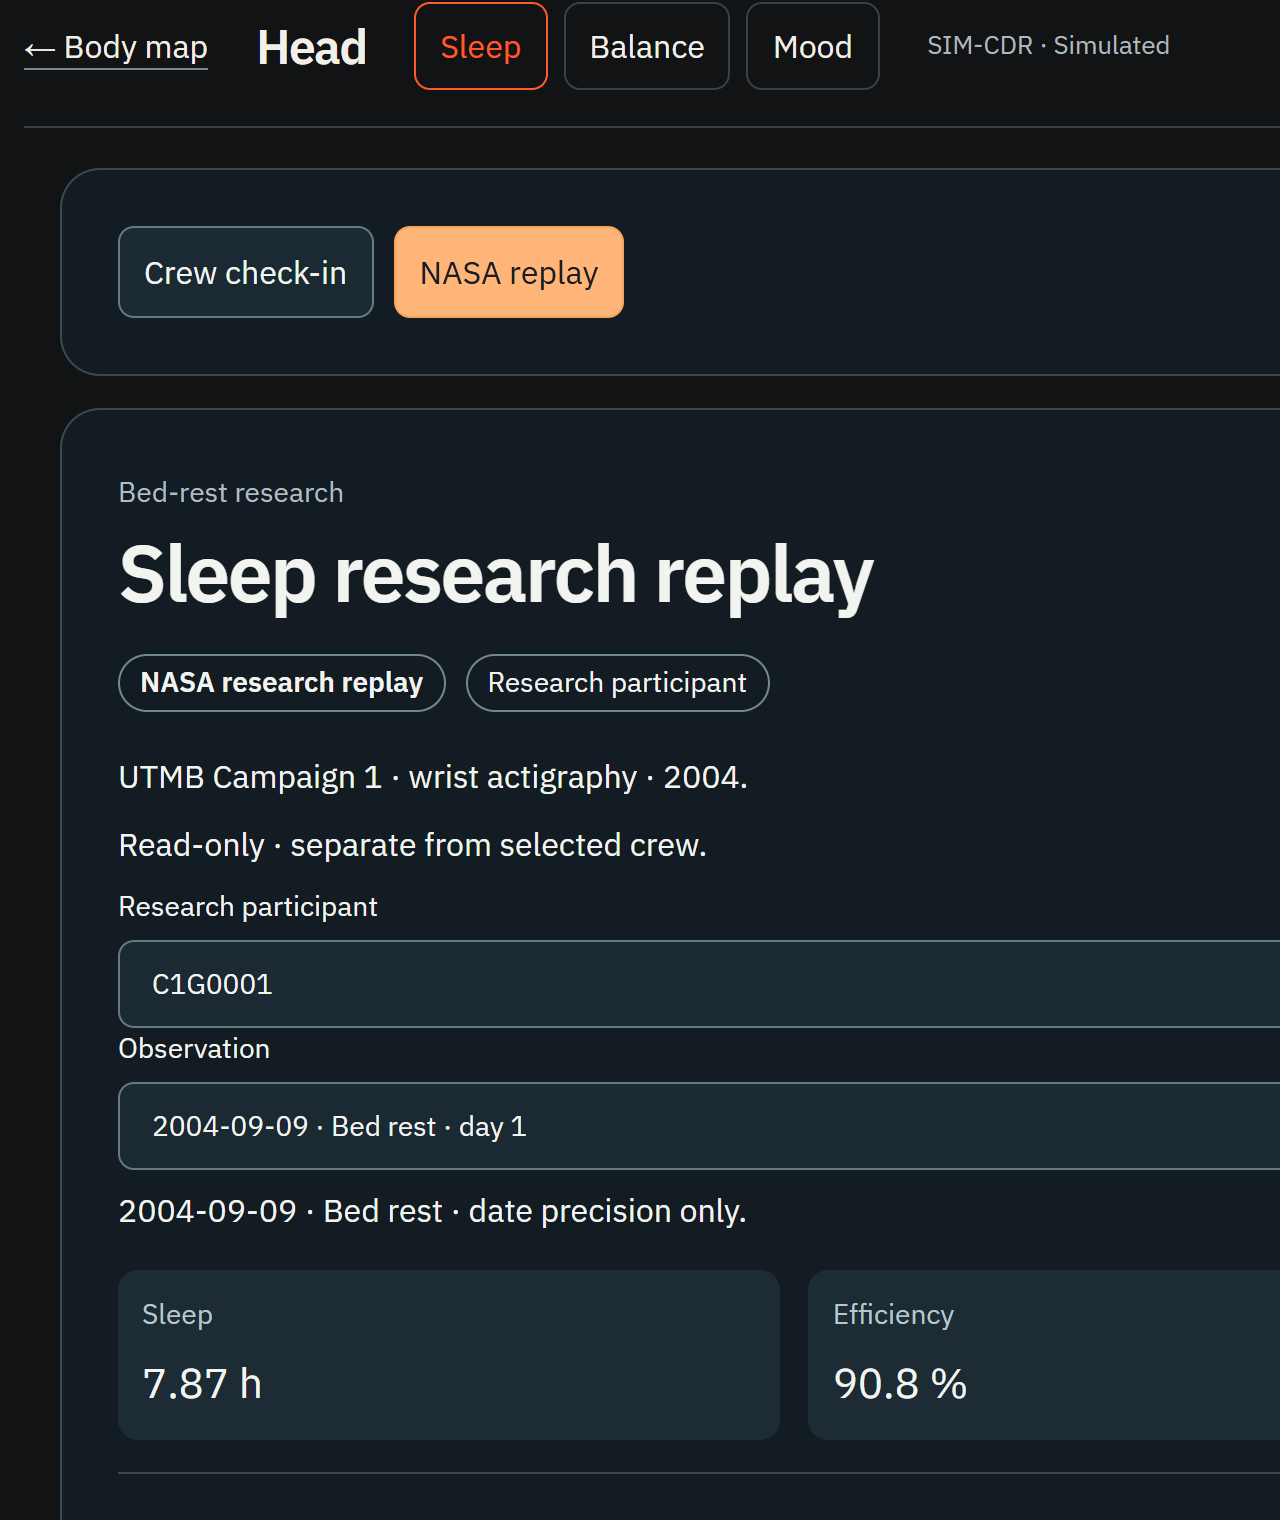 ← Body map Head Sleep Balance Mood SIM-CDR · Simulated
Crew check-in NASA replay
Bed-rest research
Sleep research replay
NASA research replay Research participant
UTMB Campaign 1 · wrist actigraphy · 2004.
Read-only · separate from selected crew.
Research participant
C1G0001
Observation
2004-09-09 · Bed rest · day 1
2004-09-09 · Bed rest · date precision only.
Sleep Efficiency
7.87 h 90.8 %